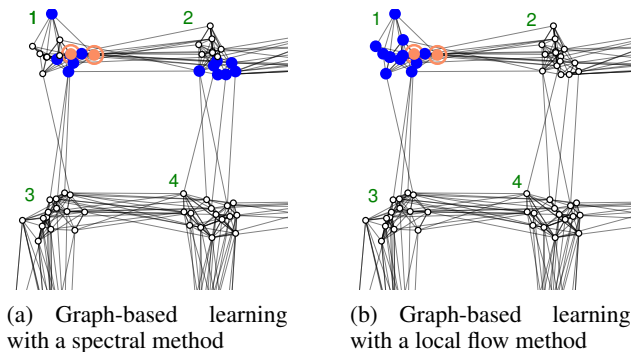 1 2
3 4
1 2
3 4
(a) Graph-based learning
with a spectral method
(b) Graph-based learning
with a local flow method